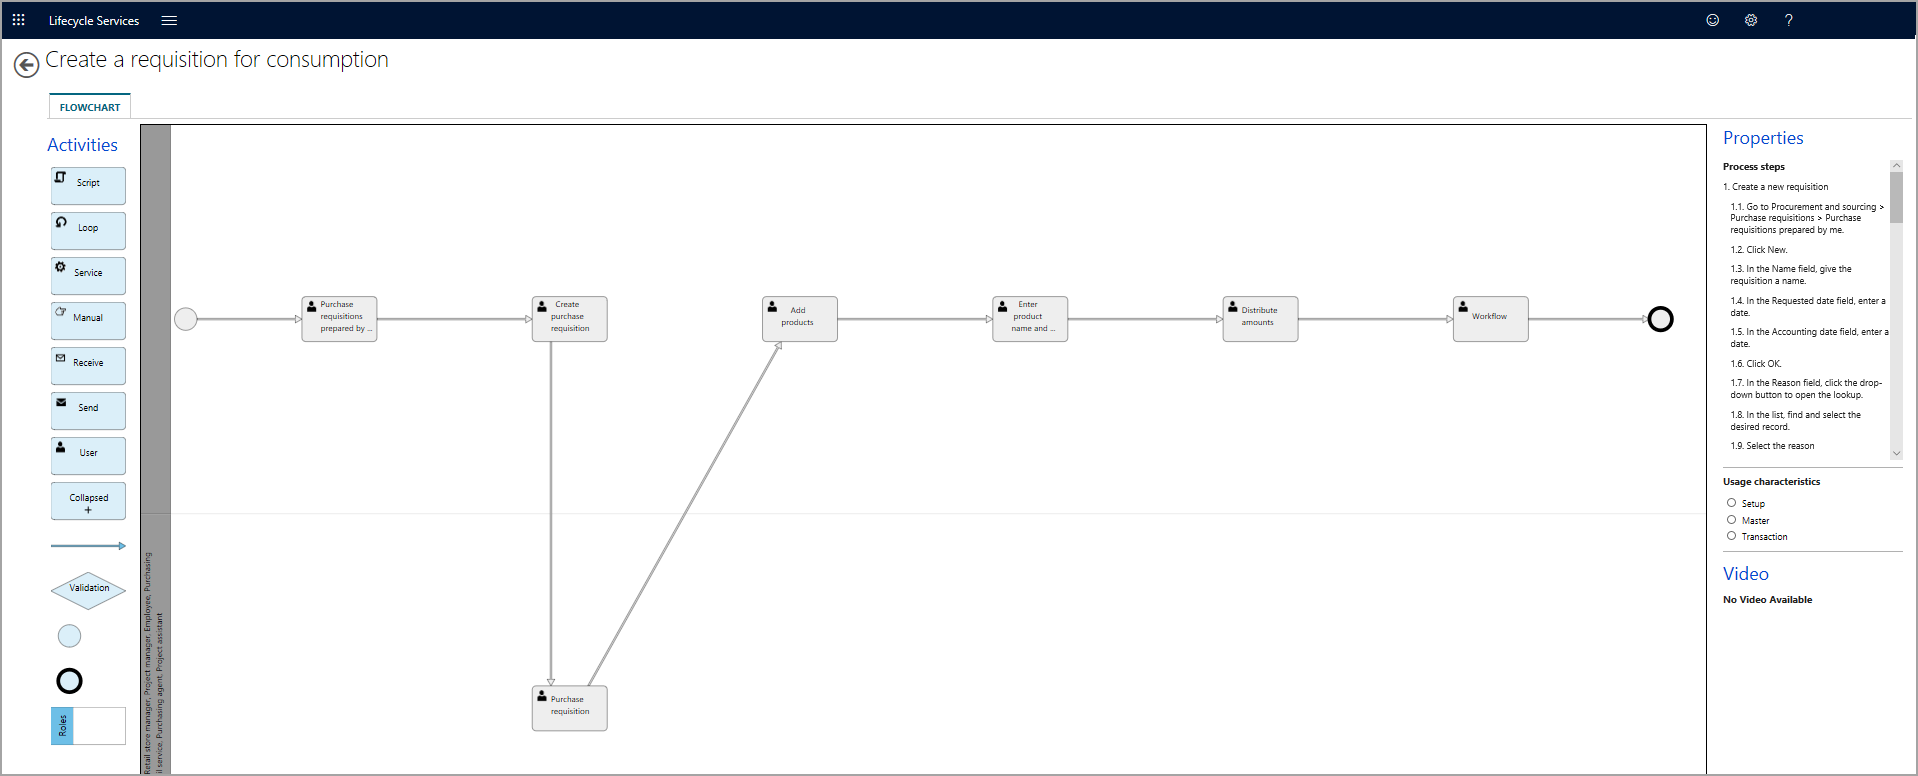 Lifecycle Services
?
Create a requisition for consumption
FLOWCHART
Activities
Script
Loop
Service
Manual
Receive
Send
User
Collapsed
+
Validation
Roles
Retail store manager, Project manager, Employee, Purchasing
il service, Purchasing agent, Project assistant
Purchase
requisitions
prepared by ...
Create
purchase
requisition
Add
products
Enter
product
name and ...
Distribute
amounts
Workflow
Purchase
requisition
Properties
Process steps
1. Create a new requisition
1.1. Go to Procurement and sourcing >
Purchase requisitions > Purchase
requisitions prepared by me.
1.2. Click New.
1.3. In the Name field, give the
requisition a name.
1.4. In the Requested date field, enter a
date.
1.5. In the Accounting date field, enter a
date.
1.6. Click OK.
1.7. In the Reason field, click the drop-
down button to open the lookup.
1.8. In the list, find and select the
desired record.
1.9. Select the reason
Usage characteristics
Setup
Master
Transaction
Video
No Video Available